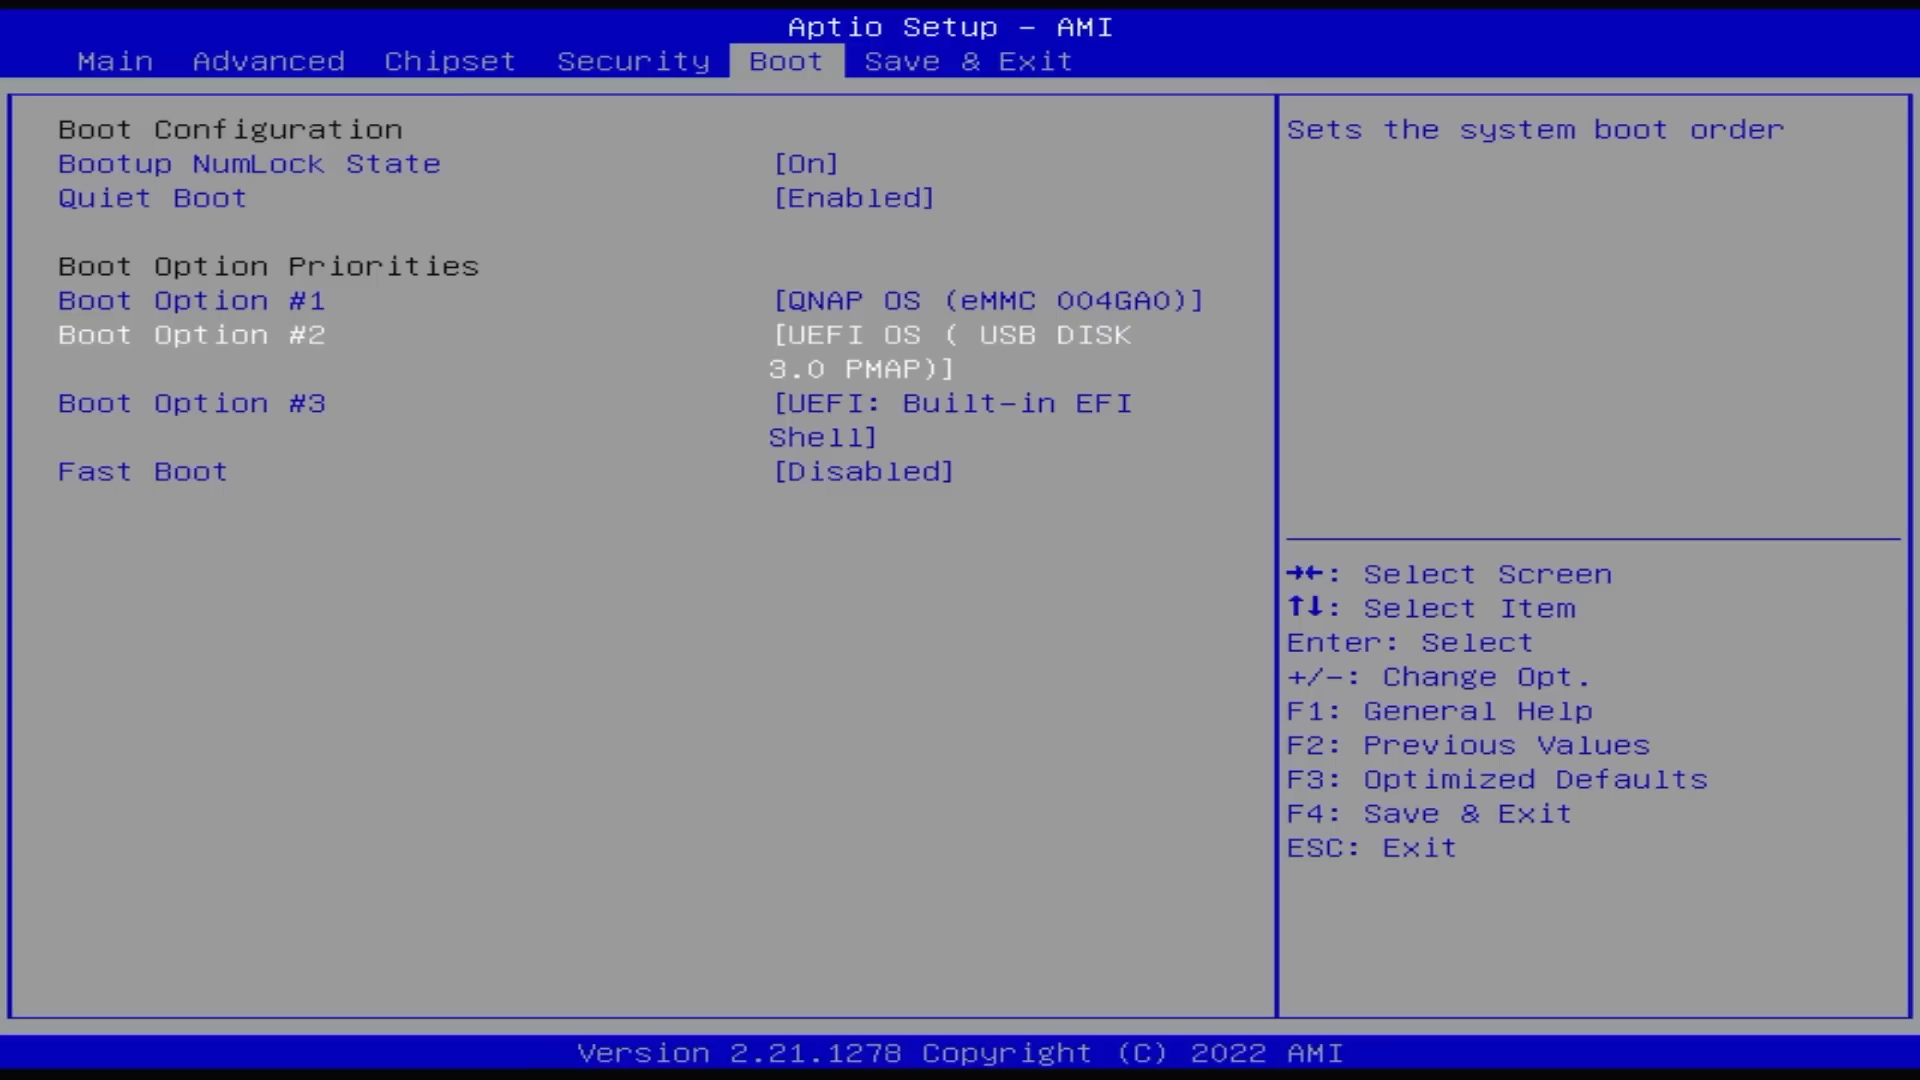 Aptio Setup – AMI
Main Advanced Chipset Security Boot Save & Exit
Boot Configuration
Bootup NumLock State [On]
Quiet Boot [Enabled]
Boot Option Priorities
Boot Option #1 [QNAP OS (eMMC 004GA0)]
Boot Option #2 [UEFI OS ( USB DISK
3.0 PMAP)]
Boot Option #3 [UEFI: Built-in EFI
Shell]
Fast Boot [Disabled]
Sets the system boot order
→←: Select Screen
↑↓: Select Item
Enter: Select
+/-: Change Opt.
F1: General Help
F2: Previous Values
F3: Optimized Defaults
F4: Save & Exit
ESC: Exit
Version 2.21.1278 Copyright (C) 2022 AMI